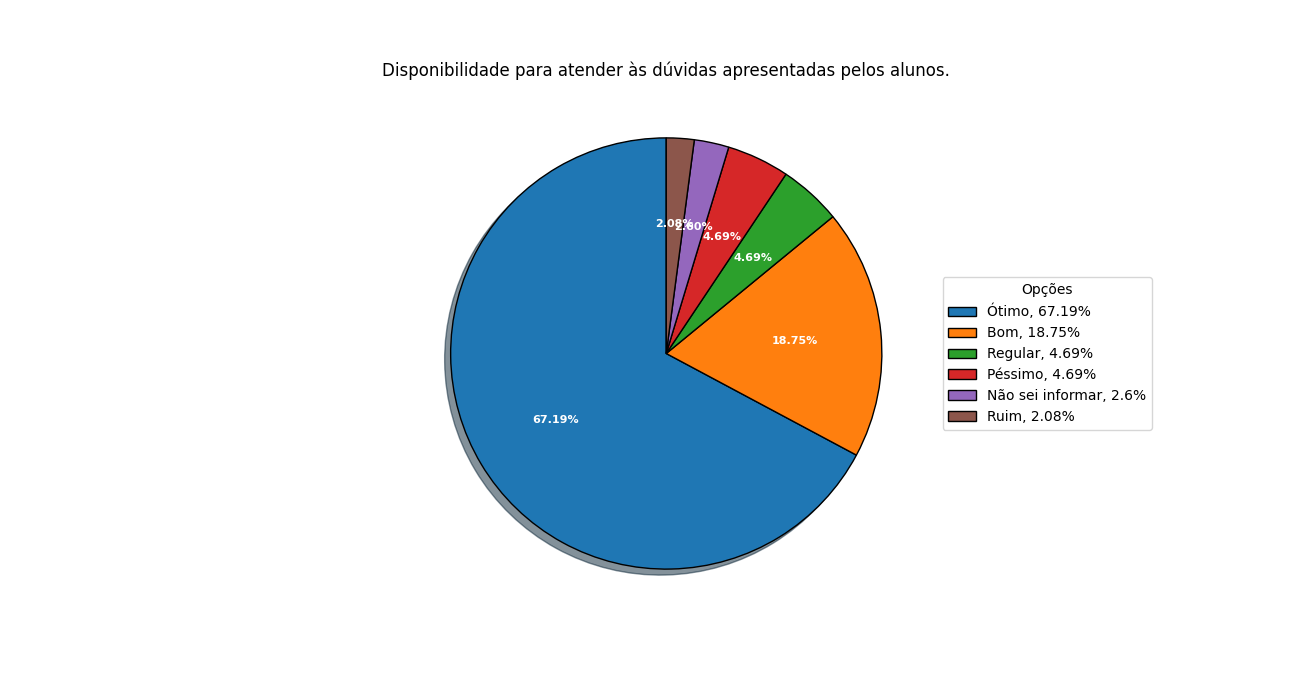 Disponibilidade para atender às dúvidas apresentadas pelos alunos.
2.08%
2.60%
4.69%
4.69%
18.75%
67.19%
Opções
Ótimo, 67.19%
Bom, 18.75%
Regular, 4.69%
Péssimo, 4.69%
Não sei informar, 2.6%
Ruim, 2.08%